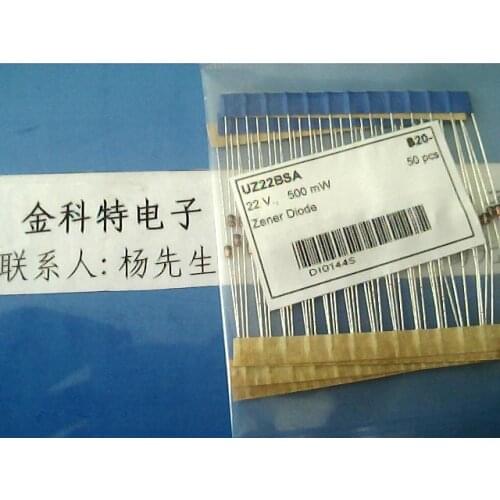 金科特电子
联系人:杨先生
UZ22BSA
B20-
22 V., 500 mW
50 pcs
Zener Diode
DI0144S